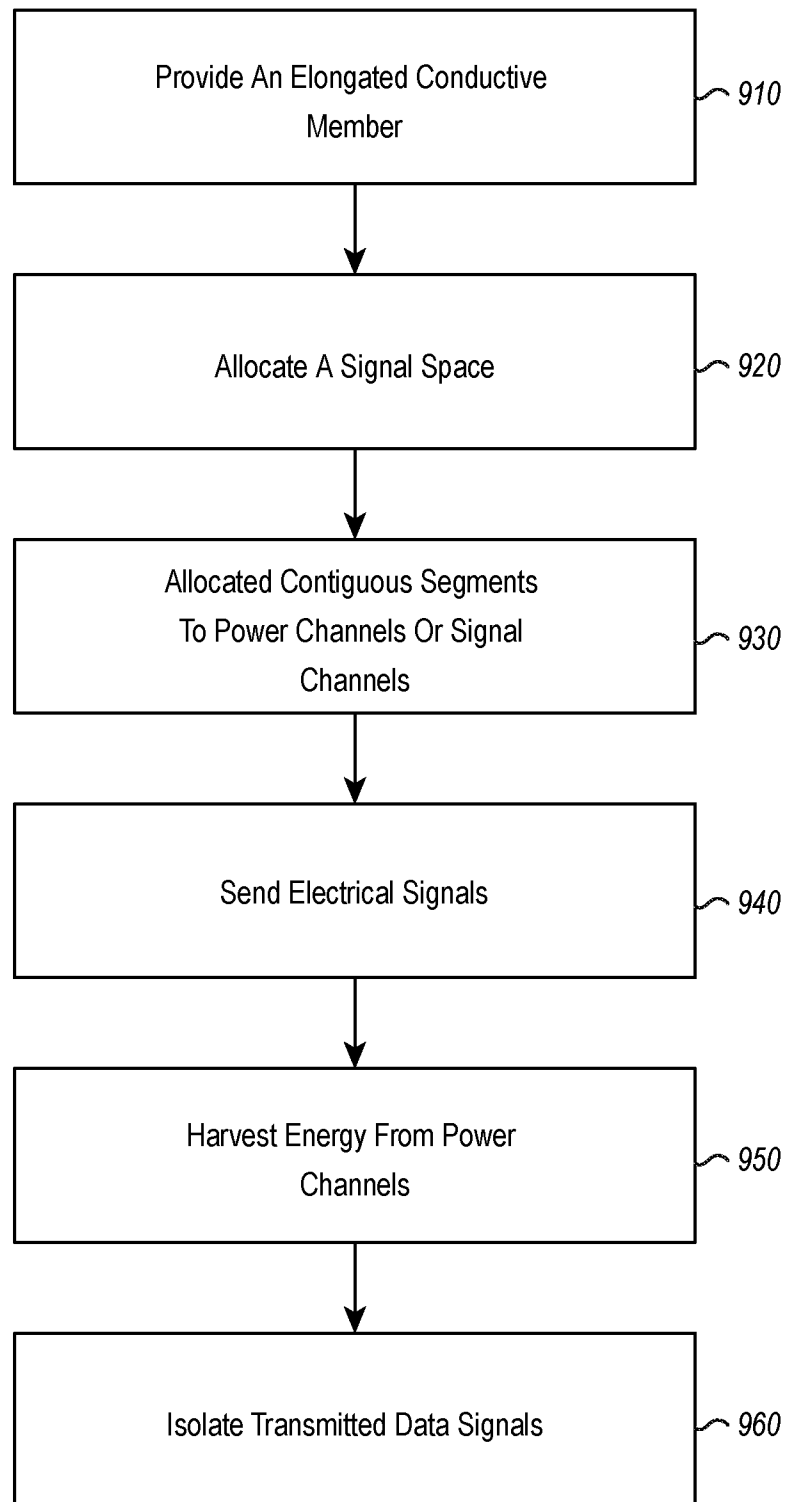 Provide An Elongated Conductive
Member
910
Allocate A Signal Space
920
Allocated Contiguous Segments
To Power Channels Or Signal
Channels
930
Send Electrical Signals
940
Harvest Energy From Power
Channels
950
Isolate Transmitted Data Signals
960